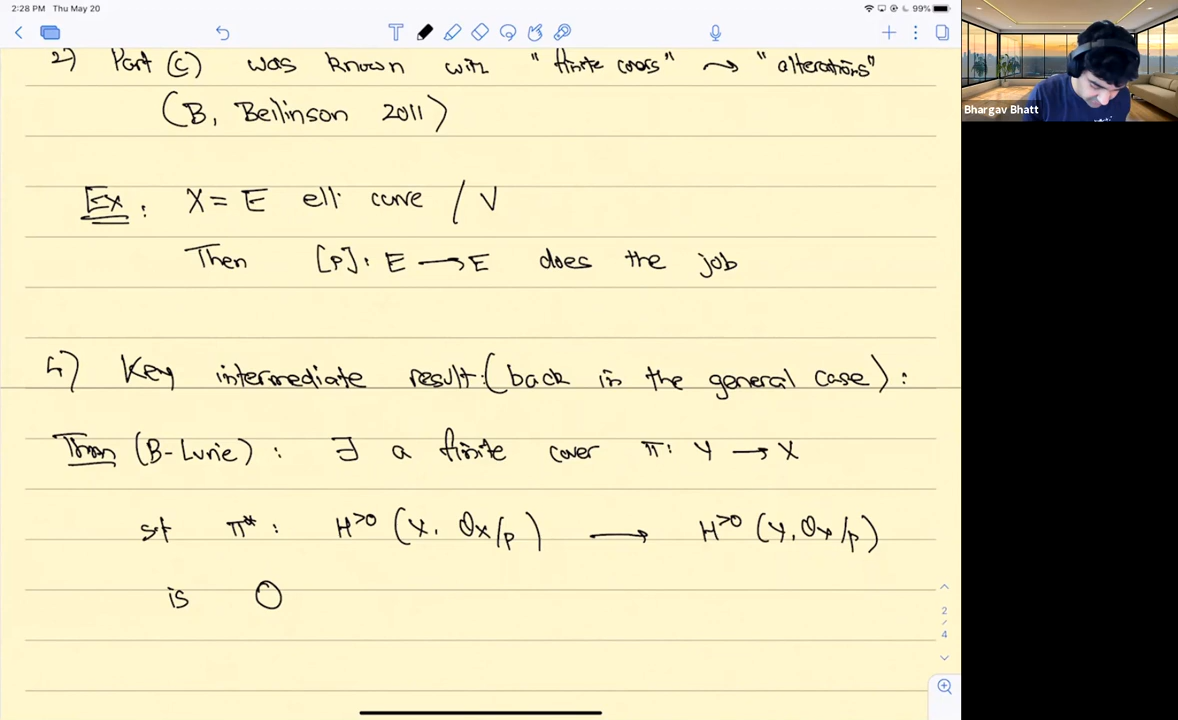 2:28 PM Thu May 20
99%
2) Part (c) was known with "finite covers" ⇝ "alterations"
(B, Beilinson 2011)
Ex: X = E ell. curve / V
Then [p]: E → E does the job
4) Key intermediate result: (back in the general case):
Thm (B-Lurie): ∃ a finite cover π: Y → X
st π*: H^{>0} (X, O_X/p) → H^{>0} (Y, O_Y/p)
is 0
2
/
4
Bhargav Bhatt